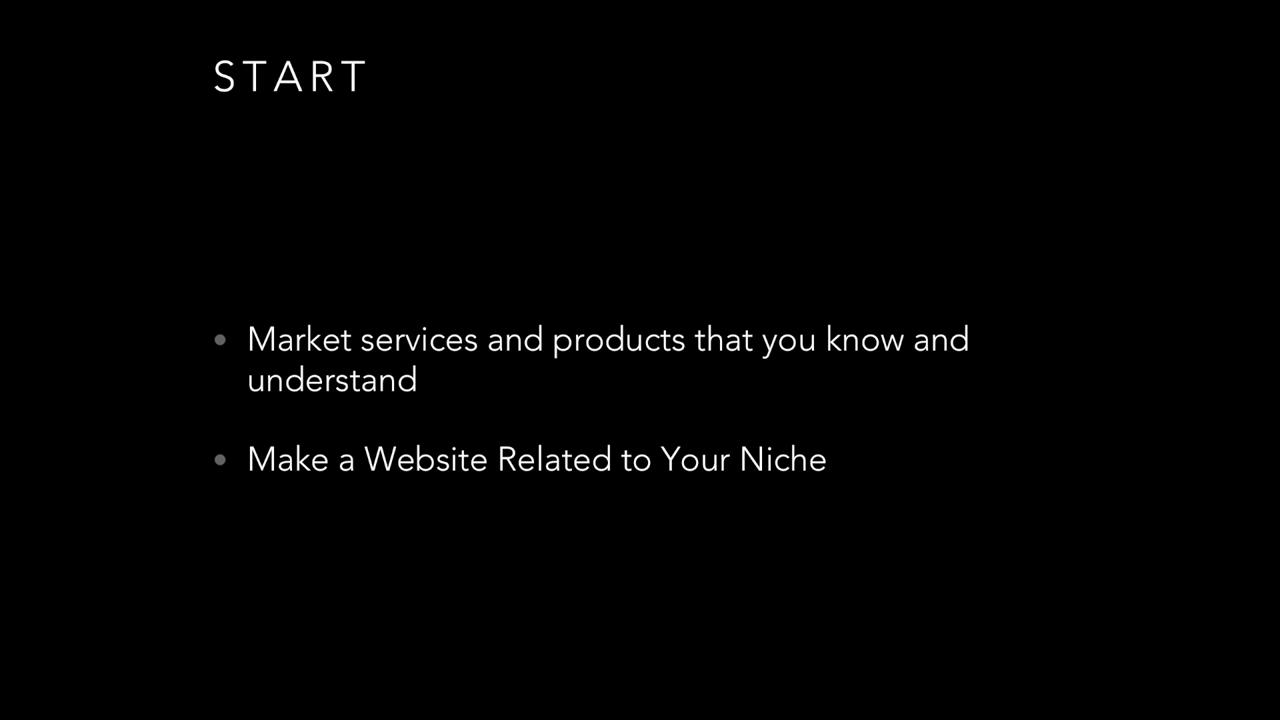 START
• Market services and products that you know and
understand
• Make a Website Related to Your Niche